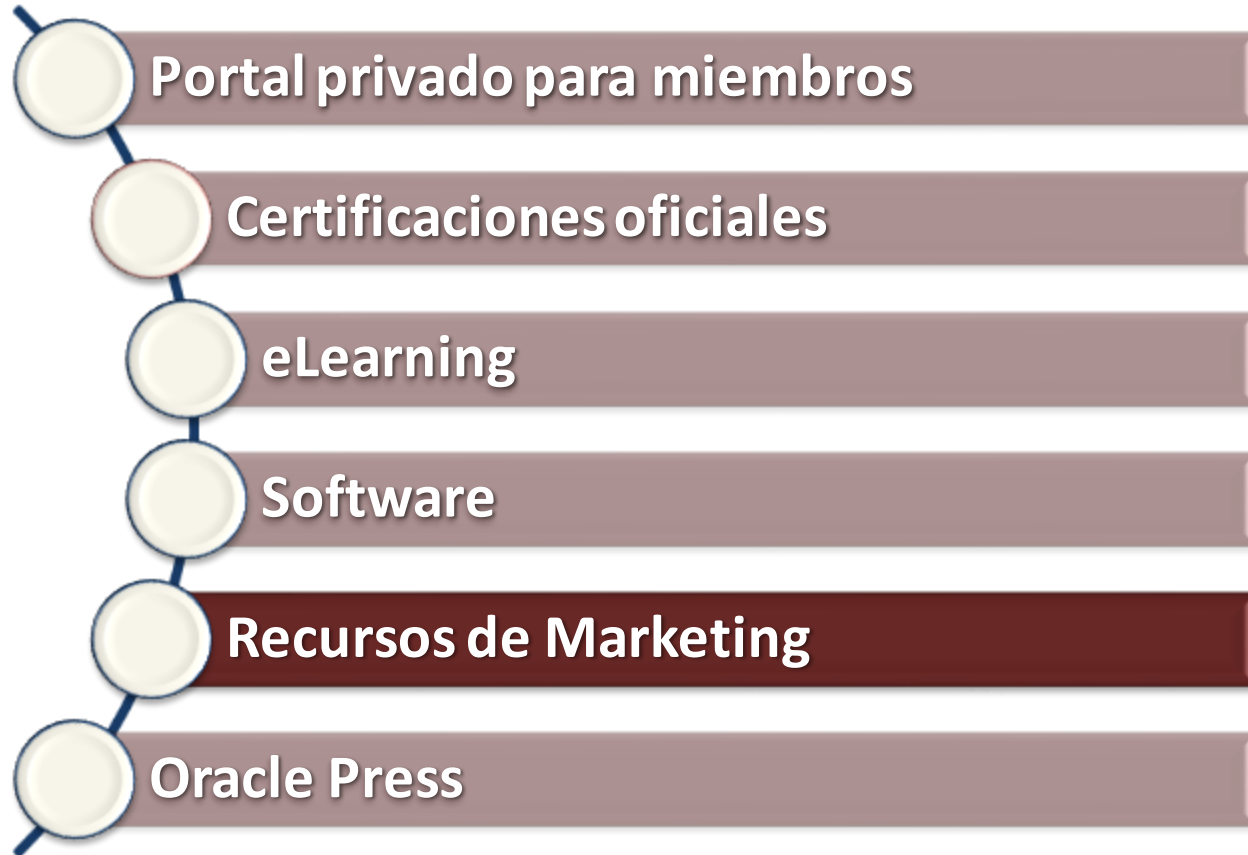 Portal privado para miembros
Certificaciones oficiales
eLearning
Software
Recursos de Marketing
Oracle Press